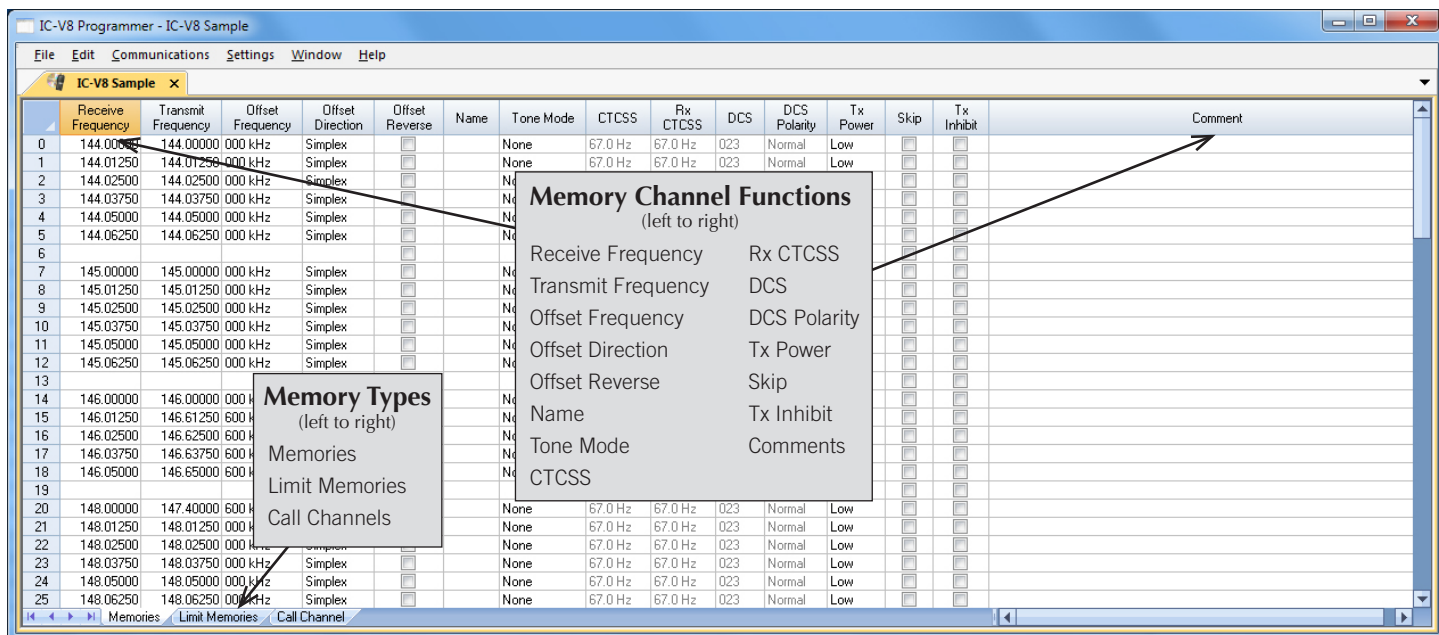 IC-V8 Programmer - IC-V8 Sample
File Edit Communications Settings Window Help
IC-V8 Sample X
Receive Frequency Transmit Frequency Offset Frequency Offset Direction Offset Reverse Name Tone Mode CTCSS Rx CTCSS DCS DCS Polarity Tx Power Skip Tx Inhibit Comment
0 144.00000 144.00000 000 kHz Simplex None 67.0 Hz 67.0 Hz 023 Normal Low
1 144.01250 144.01250 000 kHz Simplex None 67.0 Hz 67.0 Hz 023 Normal Low
2 144.02500 144.02500 000 kHz Simplex
3 144.03750 144.03750 000 kHz Simplex
4 144.05000 144.05000 000 kHz Simplex
5 144.06250 144.06250 000 kHz Simplex
6
7 145.00000 145.00000 000 kHz Simplex
8 145.01250 145.01250 000 kHz Simplex
9 145.02500 145.02500 000 kHz Simplex
10 145.03750 145.03750 000 kHz Simplex
11 145.05000 145.05000 000 kHz Simplex
12 145.06250 145.06250 000 kHz Simplex
13
14 146.00000 146.00000 000
15 146.01250 146.61250 600
16 146.02500 146.62500 600
17 146.03750 146.63750 600
18 146.05000 146.65000 600
19
20 148.00000 147.40000 600 None 67.0 Hz 67.0 Hz 023 Normal Low
21 148.01250 148.01250 000 None 67.0 Hz 67.0 Hz 023 Normal Low
22 148.02500 148.02500 000 kHz Simplex None 67.0 Hz 67.0 Hz 023 Normal Low
23 148.03750 148.03750 000 kHz Simplex None 67.0 Hz 67.0 Hz 023 Normal Low
24 148.05000 148.05000 000 kHz Simplex None 67.0 Hz 67.0 Hz 023 Normal Low
25 148.06250 148.06250 000 kHz Simplex None 67.0 Hz 67.0 Hz 023 Normal Low
Memories Limit Memories Call Channel
Memory Channel Functions
(left to right)
Receive Frequency
Transmit Frequency
Offset Frequency
Offset Direction
Offset Reverse
Name
Tone Mode
CTCSS
Rx CTCSS
DCS
DCS Polarity
Tx Power
Skip
Tx Inhibit
Comments
Memory Types
(left to right)
Memories
Limit Memories
Call Channels